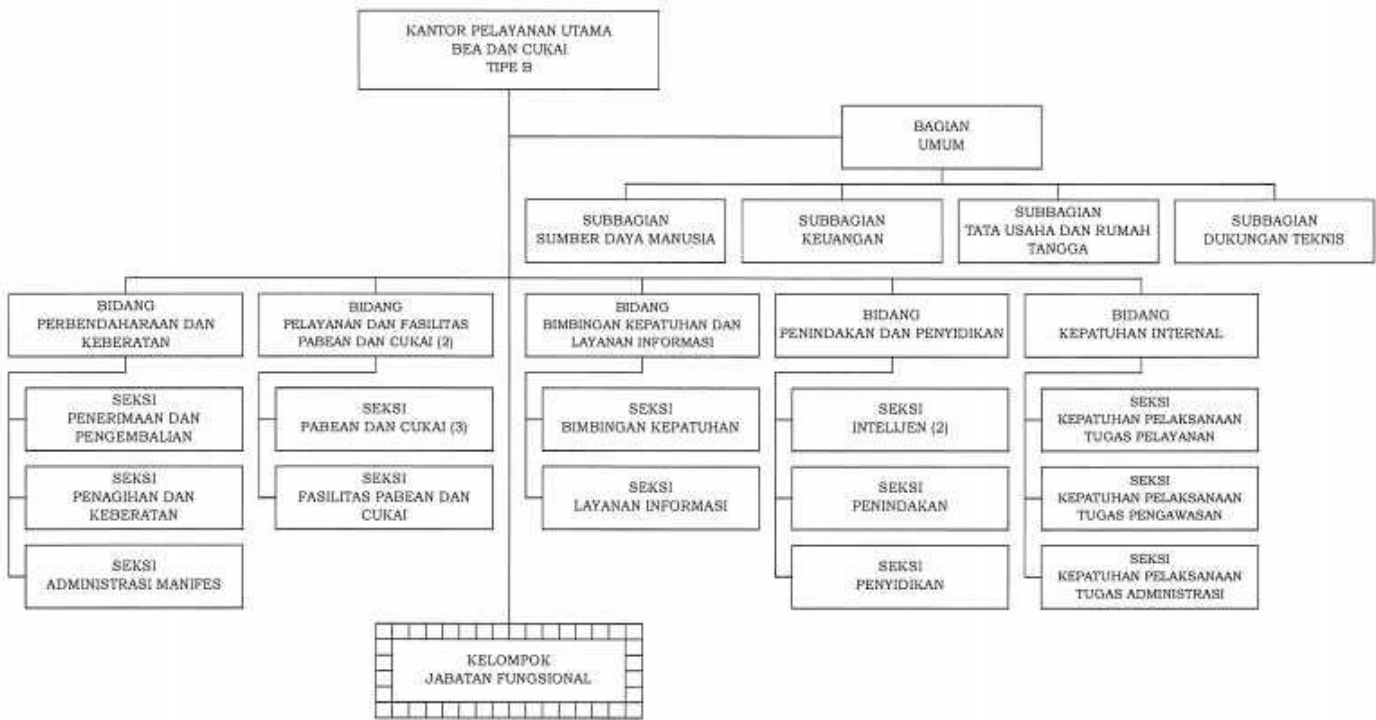 KANTOR PELAYANAN UTAMA
BEA DAN CUKAI
TIPE B
BAGIAN
UMUM
SUBBAGIAN
SUMBER DAYA MANUSIA
SUBBAGIAN
KEUANGAN
SUBBAGIAN
TATA USAHA DAN RUMAH
TANGGA
SUBBAGIAN
DUKUNGAN TEKNIS
BIDANG
PERBENDAHARAAN DAN
KEBERATAN
BIDANG
PELAYANAN DAN FASILITAS
PABEAN DAN CUKAI (2)
BIDANG
BIMBINGAN KEPATUHAN DAN
LAYANAN INFORMASI
BIDANG
PENINDAKAN DAN PENYIDIKAN
BIDANG
KEPATUHAN INTERNAL
SEKSI
PENERIMAAN DAN
PENGEMBALIAN
SEKSI
PABEAN DAN CUKAI (3)
SEKSI
BIMBINGAN KEPATUHAN
SEKSI
INTELIJEN (2)
SEKSI
KEPATUHAN PELAKSANAAN
TUGAS PELAYANAN
SEKSI
PENAGIHAN DAN
KEBERATAN
SEKSI
FASILITAS PABEAN DAN
CUKAI
SEKSI
LAYANAN INFORMASI
SEKSI
PENINDAKAN
SEKSI
KEPATUHAN PELAKSANAAN
TUGAS PENGAWASAN
SEKSI
ADMINISTRASI MANIFES
SEKSI
PENYIDIKAN
SEKSI
KEPATUHAN PELAKSANAAN
TUGAS ADMINISTRASI
KELOMPOK
JABATAN FUNGSIONAL